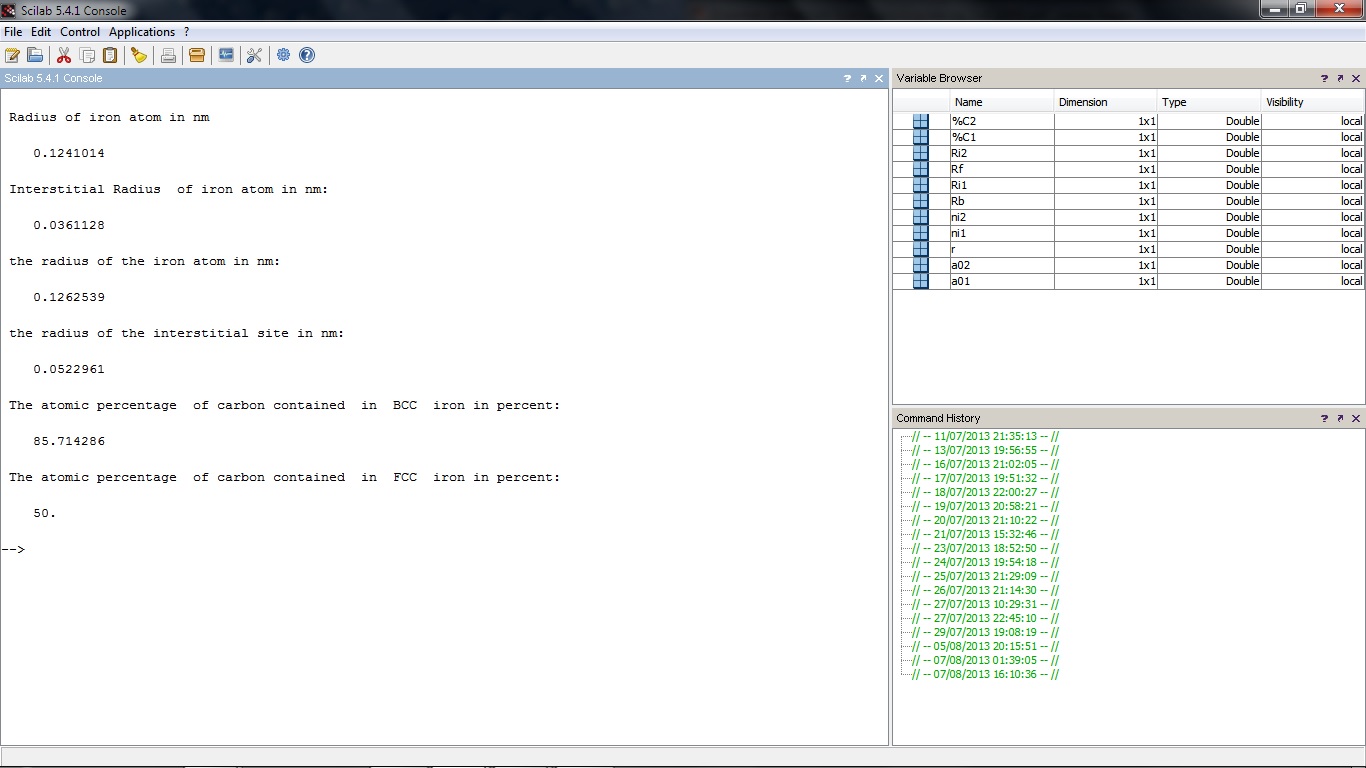 Scilab 5.4.1 Console
File Edit Control Applications ?
Scilab 5.4.1 Console
Radius of iron atom in nm
0.1241014
Interstitial Radius  of iron atom in nm:
0.0361128
the radius of the iron atom in nm:
0.1262539
the radius of the interstitial site in nm:
0.0522961
The atomic percentage  of carbon contained  in  BCC  iron in percent:
85.714286
The atomic percentage  of carbon contained  in  FCC  iron in percent:
50.
-->
Variable Browser
Name Dimension Type Visibility
%C2 1x1 Double local
%C1 1x1 Double local
Ri2 1x1 Double local
Rf 1x1 Double local
Ri1 1x1 Double local
Rb 1x1 Double local
ni2 1x1 Double local
ni1 1x1 Double local
r 1x1 Double local
a02 1x1 Double local
a01 1x1 Double local
Command History
// -- 11/07/2013 21:35:13 -- //
// -- 13/07/2013 19:56:55 -- //
// -- 16/07/2013 21:02:05 -- //
// -- 17/07/2013 19:51:32 -- //
// -- 18/07/2013 22:00:27 -- //
// -- 19/07/2013 20:58:21 -- //
// -- 20/07/2013 21:10:22 -- //
// -- 21/07/2013 15:32:46 -- //
// -- 23/07/2013 18:52:50 -- //
// -- 24/07/2013 19:54:18 -- //
// -- 25/07/2013 21:29:09 -- //
// -- 26/07/2013 21:14:30 -- //
// -- 27/07/2013 10:29:31 -- //
// -- 27/07/2013 22:45:10 -- //
// -- 29/07/2013 19:08:19 -- //
// -- 05/08/2013 20:15:51 -- //
// -- 07/08/2013 01:39:05 -- //
// -- 07/08/2013 16:10:36 -- //